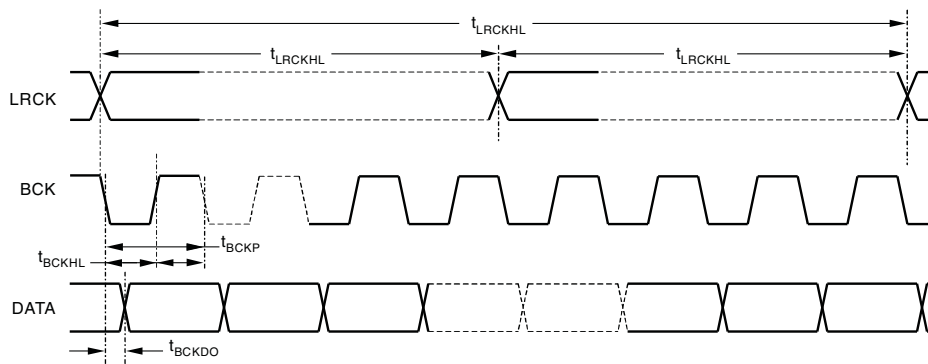 tLRCKHL
tLRCKHL tLRCKHL
LRCK
BCK
tBCKP
tBCKHL
DATA
tBCKDO